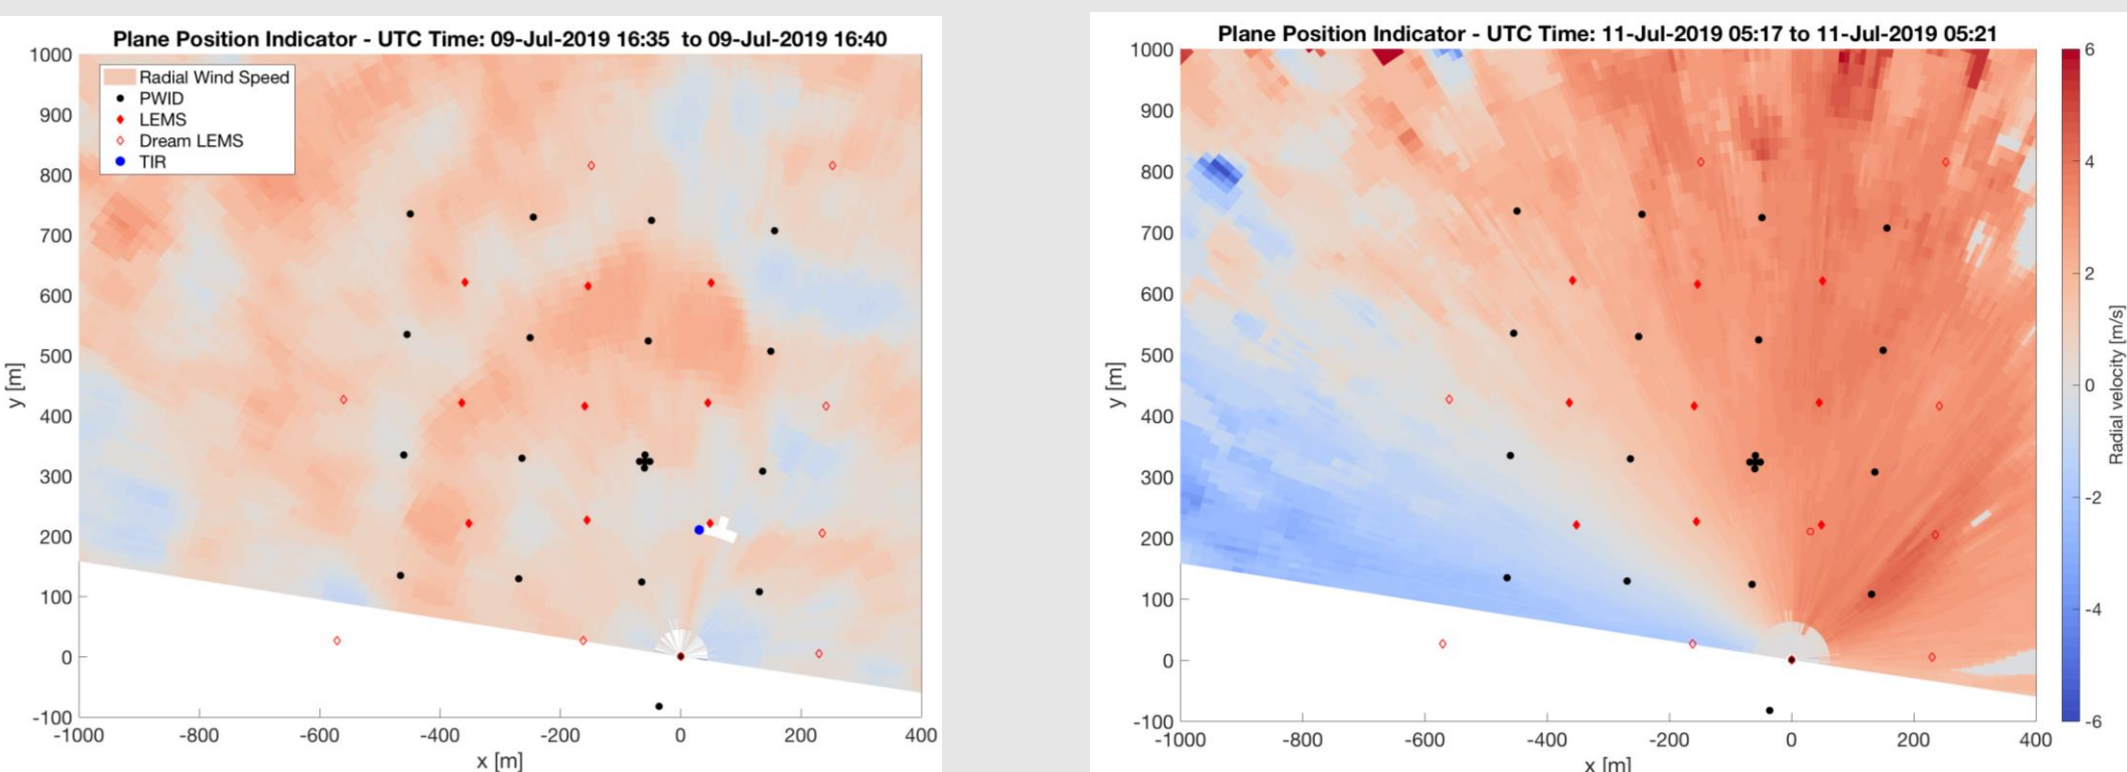 Plane Position Indicator - UTC Time: 09-Jul-2019 16:35 to 09-Jul-2019 16:40
1000
900
800
700
600
500
400
300
200
100
0
-100
y [m]
Radial Wind Speed
PWID
LEMS
Dream LEMS
TIR
-1000 -800 -600 -400 -200 0 200 400
x [m]
Plane Position Indicator - UTC Time: 11-Jul-2019 05:17 to 11-Jul-2019 05:21
1000
900
800
700
600
500
400
300
200
100
0
-100
y [m]
-1000 -800 -600 -400 -200 0 200 400
x [m]
6
4
2
0
-2
-4
-6
Radial velocity [m/s]